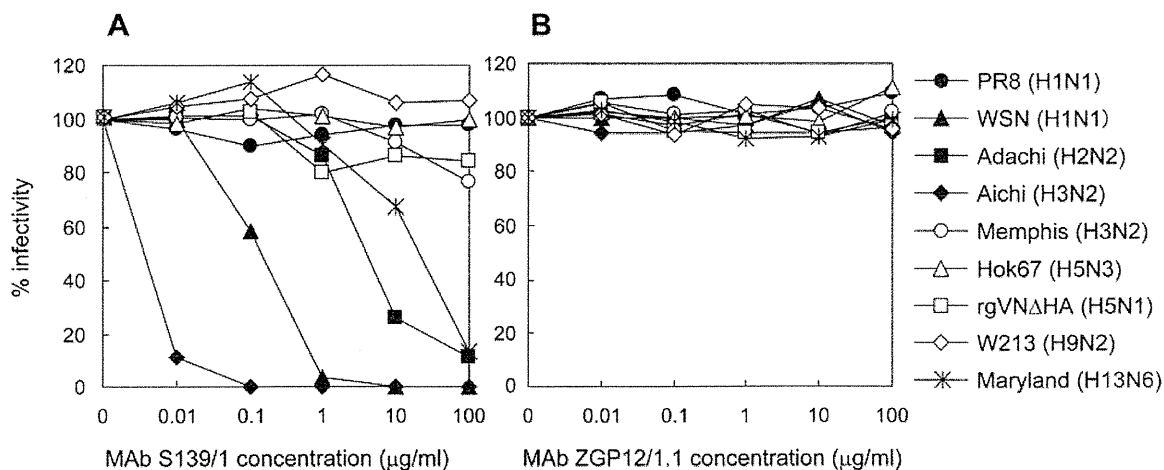 A
B
120
100
80
60
40
20
0
% infectivity
0 0.01 0.1 1 10 100
MAb S139/1 concentration (µg/ml)
120
100
80
60
40
20
0
0 0.01 0.1 1 10 100
MAb ZGP12/1.1 concentration (µg/ml)
PR8 (H1N1)
WSN (H1N1)
Adachi (H2N2)
Aichi (H3N2)
Memphis (H3N2)
Hok67 (H5N3)
rgVNΔHA (H5N1)
W213 (H9N2)
Maryland (H13N6)